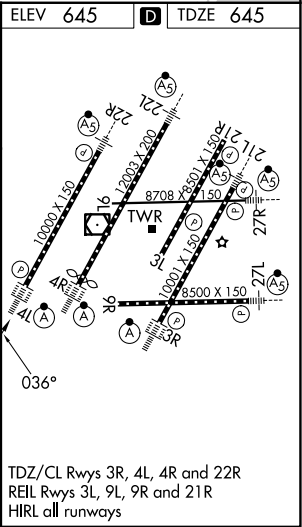 ELEV 645 D TDZE 645
A5
22L
22R
A5
P
10000 X 150
12003 X 200
8501 X 150
21R
21L
A5
P
8708 X 150
9L
TWR
A5
P
P
27R
3L
10001 X 150
P
4R
4L
A
A
9R
8500 X 150
27L
A5
A
3R
P
P
036°
TDZ/CL Rwys 3R, 4L, 4R and 22R
REIL Rwys 3L, 9L, 9R and 21R
HIRL all runways